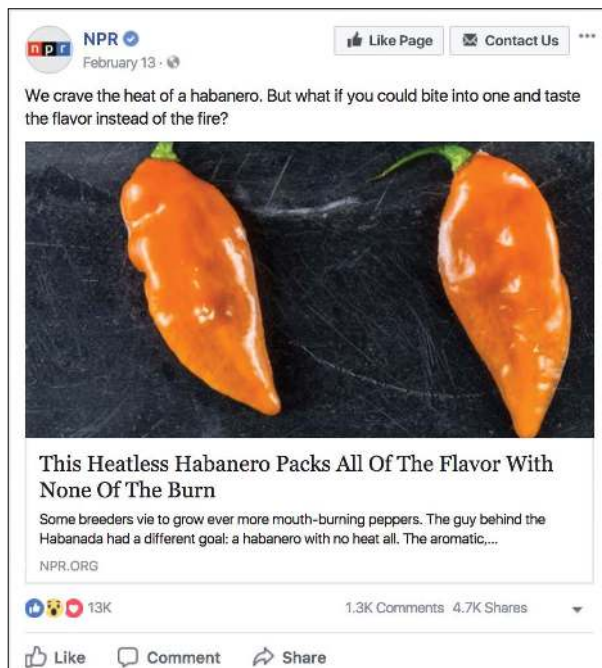 npr
NPR
Like Page
Contact Us
February 13
We crave the heat of a habanero. But what if you could bite into one and taste
the flavor instead of the fire?
This Heatless Habanero Packs All Of The Flavor With
None Of The Burn
Some breeders vie to grow ever more mouth-burning peppers. The guy behind the
Habanada had a different goal: a habanero with no heat all. The aromatic,...
NPR.ORG
13K
1.3K Comments 4.7K Shares
Like
Comment
Share